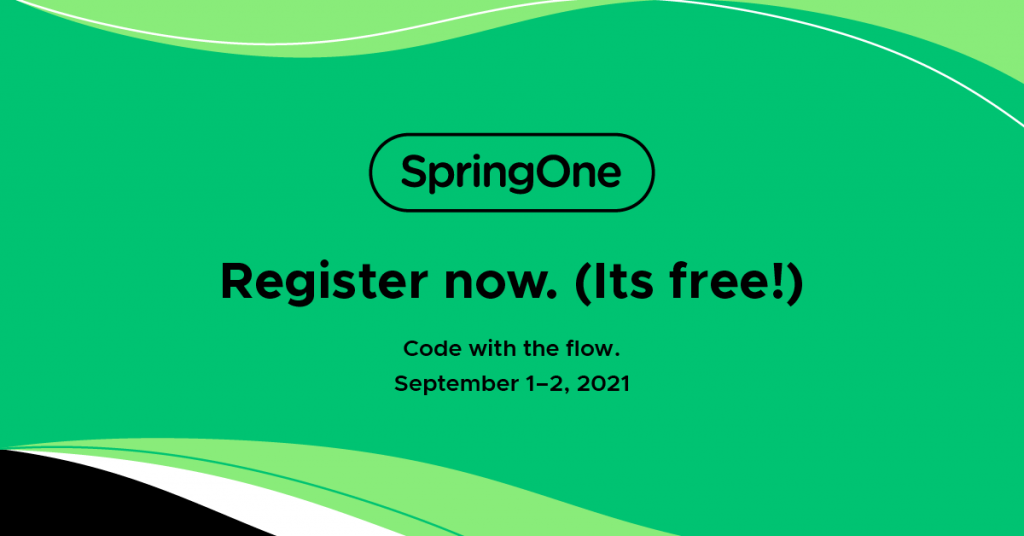 SpringOne
Register now. (Its free!)
Code with the flow.
September 1–2, 2021